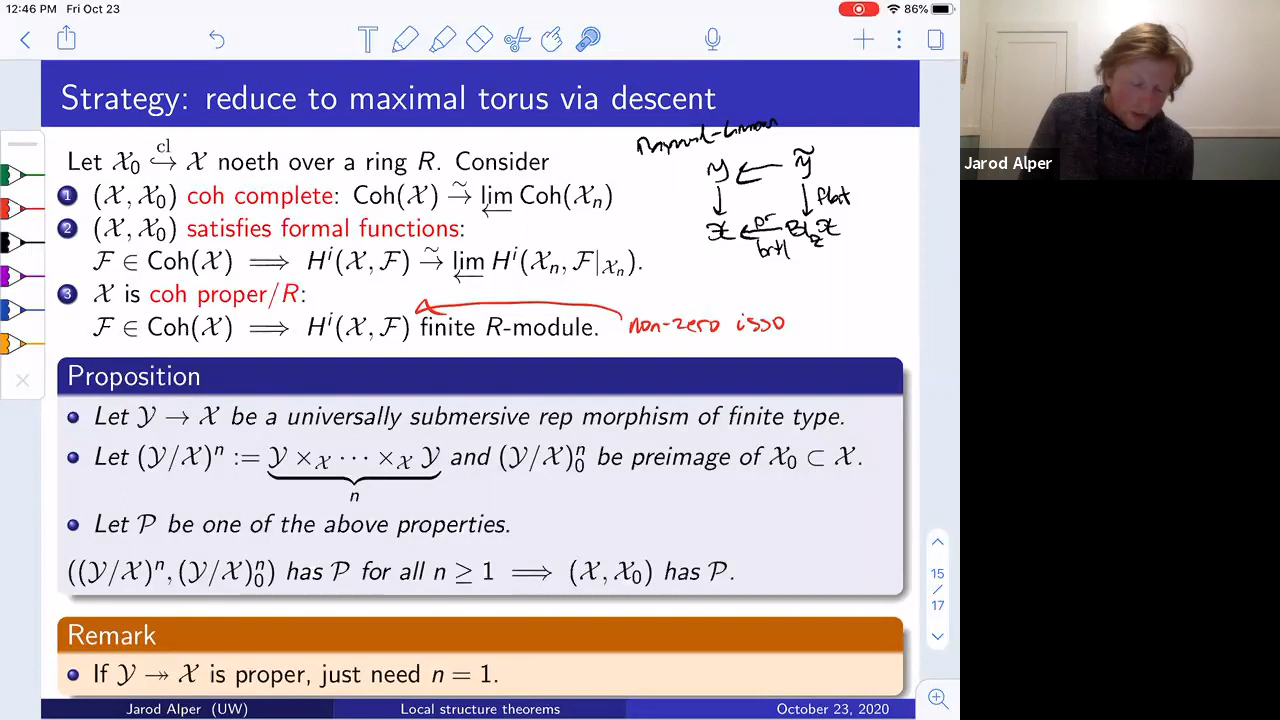 12:46 PM Fri Oct 23
86%
Strategy: reduce to maximal torus via descent
Let 𝒳₀ ↪ᶜˡ 𝒳 noeth over a ring R. Consider
1 (𝒳, 𝒳₀) coh complete: Coh(𝒳) →̃ lim← Coh(𝒳ₙ)
2 (𝒳, 𝒳₀) satisfies formal functions:
ℱ ∈ Coh(𝒳) ⟹ Hⁱ(𝒳, ℱ) →̃ lim← Hⁱ(𝒳ₙ, ℱ|𝒳ₙ).
3 𝒳 is coh proper/R:
ℱ ∈ Coh(𝒳) ⟹ Hⁱ(𝒳, ℱ) finite R-module.
non-zero
𝒴 ← 𝒴̃
↓ ↓ flat
𝒳 ← Bl_Z 𝒳
Proposition
• Let 𝒴 → 𝒳 be a universally submersive rep morphism of finite type.
• Let (𝒴/𝒳)ⁿ := 𝒴 ×𝒳 ⋯ ×𝒳 𝒴 and (𝒴/𝒳)ⁿ₀ be preimage of 𝒳₀ ⊂ 𝒳.
n
• Let 𝒫 be one of the above properties.
((𝒴/𝒳)ⁿ, (𝒴/𝒳)ⁿ₀) has 𝒫 for all n ≥ 1 ⟹ (𝒳, 𝒳₀) has 𝒫.
Remark
• If 𝒴 ↠ 𝒳 is proper, just need n = 1.
Jarod Alper (UW) Local structure theorems October 23, 2020
15
/
17
Jarod Alper